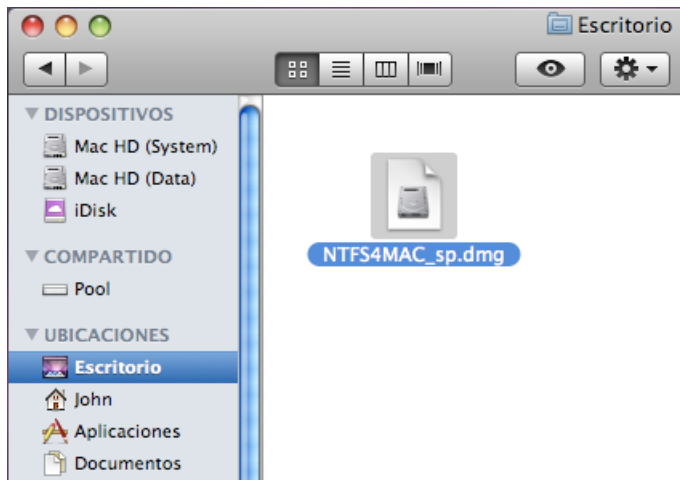 Escritorio
DISPOSITIVOS
Mac HD (System)
Mac HD (Data)
iDisk
COMPARTIDO
Pool
UBICACIONES
Escritorio
John
Aplicaciones
Documentos
NTFS4MAC_sp.dmg